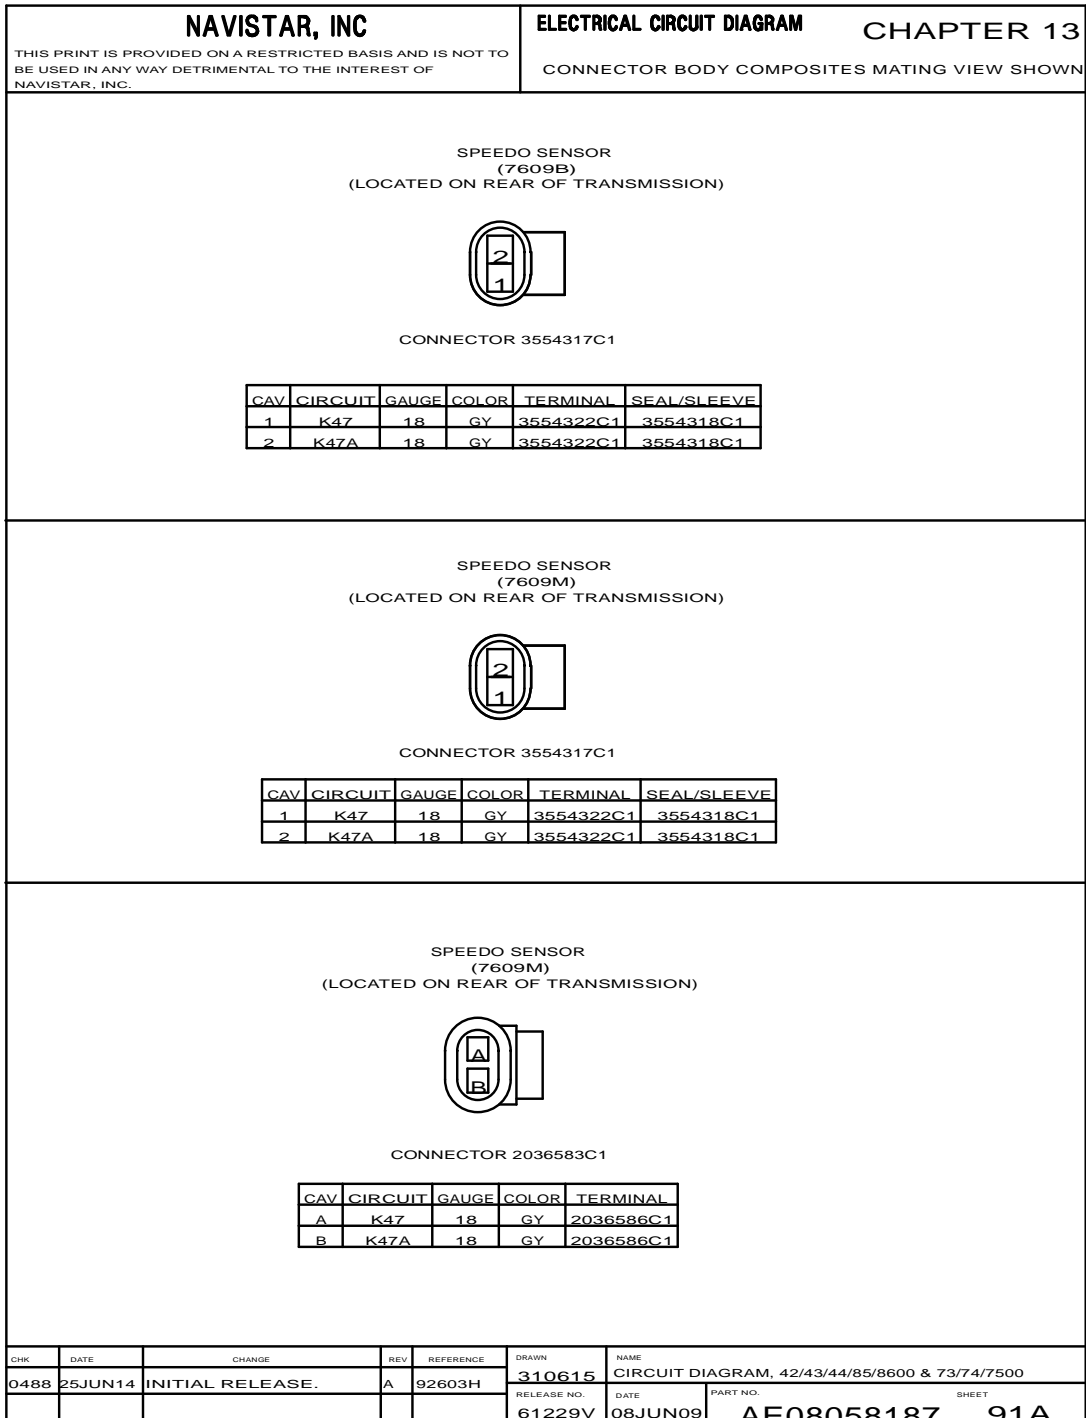 NAVISTAR, INC
THIS PRINT IS PROVIDED ON A RESTRICTED BASIS AND IS NOT TO
BE USED IN ANY WAY DETRIMENTAL TO THE INTEREST OF
NAVISTAR, INC.
ELECTRICAL CIRCUIT DIAGRAM CHAPTER 13
CONNECTOR BODY COMPOSITES MATING VIEW SHOWN
SPEEDO SENSOR
(7609B)
(LOCATED ON REAR OF TRANSMISSION)
2
1
CONNECTOR 3554317C1
CAV CIRCUIT GAUGE COLOR TERMINAL SEAL/SLEEVE
1 K47 18 GY 3554322C1 3554318C1
2 K47A 18 GY 3554322C1 3554318C1
SPEEDO SENSOR
(7609M)
(LOCATED ON REAR OF TRANSMISSION)
2
1
CONNECTOR 3554317C1
CAV CIRCUIT GAUGE COLOR TERMINAL SEAL/SLEEVE
1 K47 18 GY 3554322C1 3554318C1
2 K47A 18 GY 3554322C1 3554318C1
SPEEDO SENSOR
(7609M)
(LOCATED ON REAR OF TRANSMISSION)
A
B
CONNECTOR 2036583C1
CAV CIRCUIT GAUGE COLOR TERMINAL
A K47 18 GY 2036586C1
B K47A 18 GY 2036586C1
CHK DATE CHANGE REV REFERENCE
0488 25JUN14 INITIAL RELEASE. A 92603H
DRAWN
310615
NAME
CIRCUIT DIAGRAM, 42/43/44/85/8600 & 73/74/7500
RELEASE NO. DATE PART NO. SHEET
61229V 08JUN09 AE08058187 91A